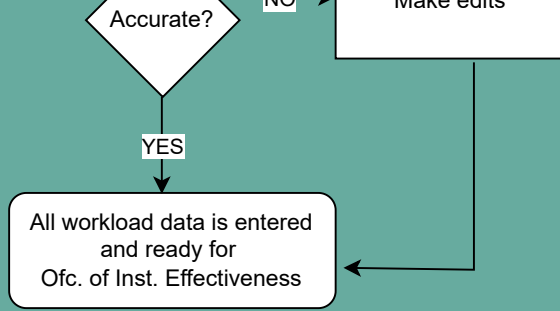 Accurate?
NO
Make edits
YES
All workload data is entered
and ready for
Ofc. of Inst. Effectiveness